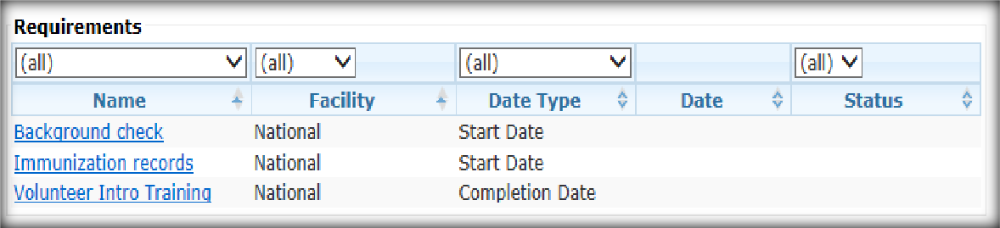 Requirements
(all) (all) (all) (all)
Name Facility Date Type Date Status
Background check National Start Date
Immunization records National Start Date
Volunteer Intro Training National Completion Date